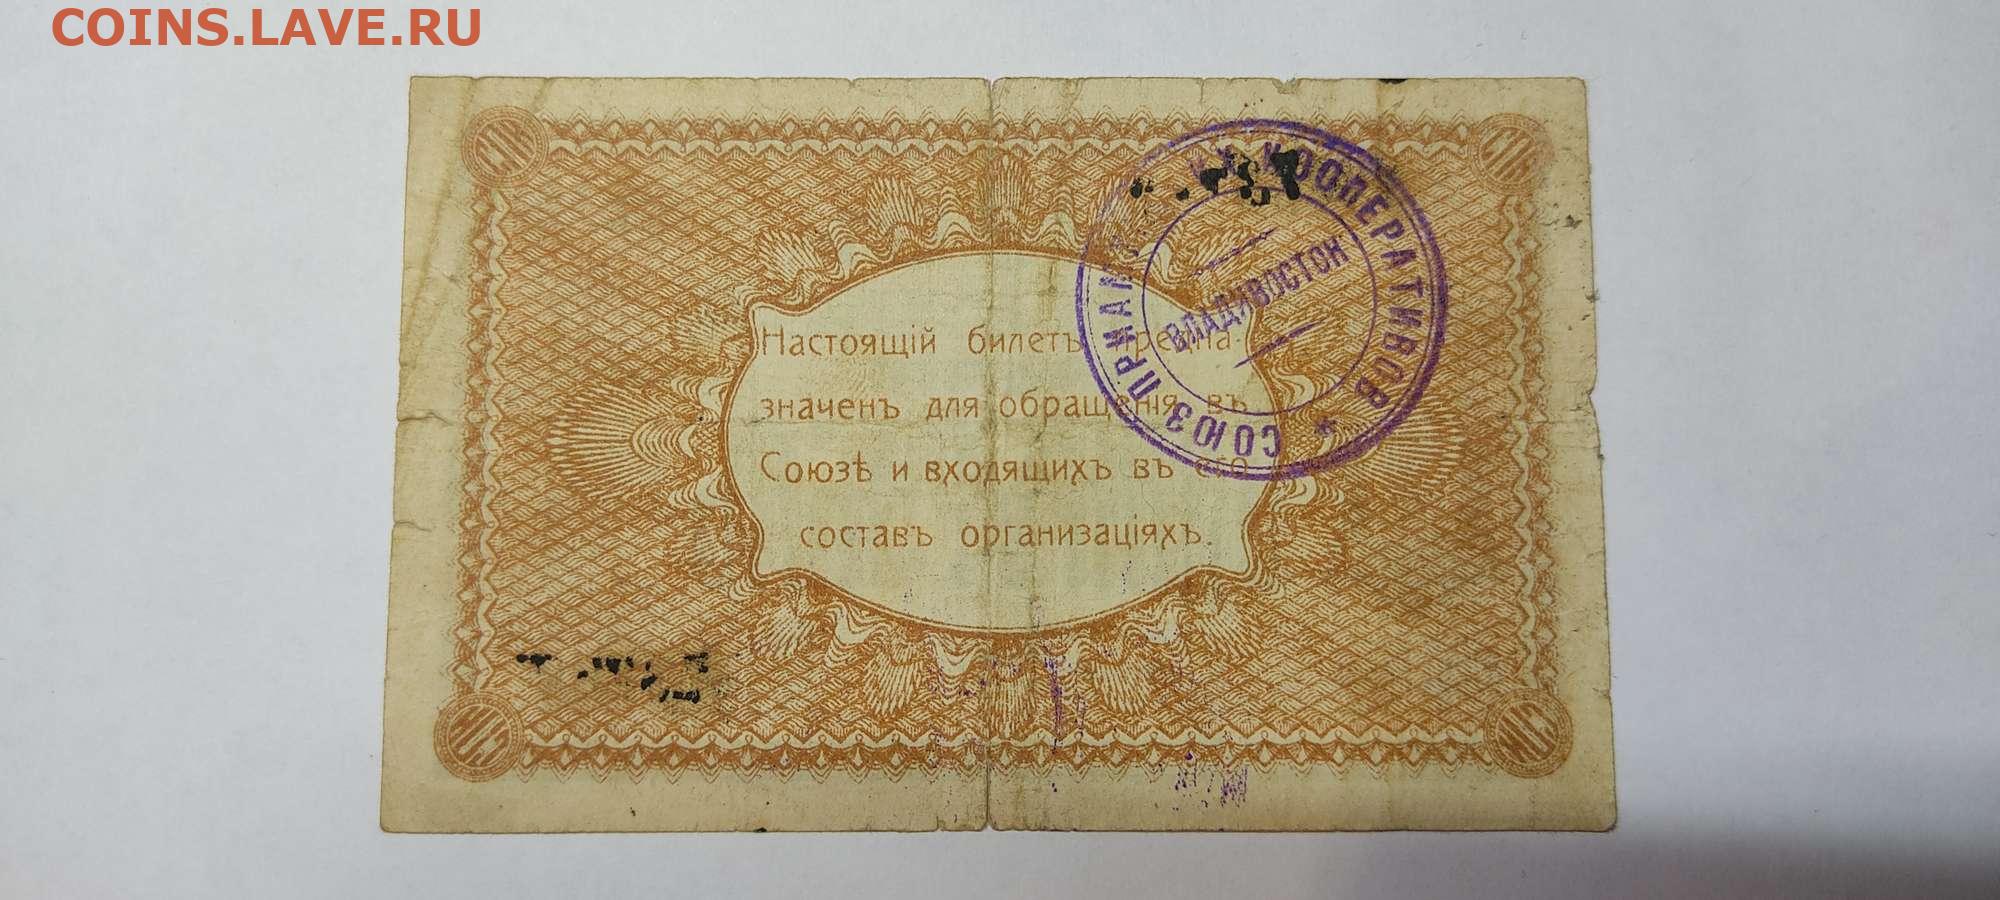 COINS.LAVE.RU
Настоящій билетъ предна-
значенъ для обращенія въ
Союзѣ и входящихъ въ его
составъ организаціяхъ.
СОЮЗ КООПЕРАТИВОВ *
ВЛАДИВОСТОК